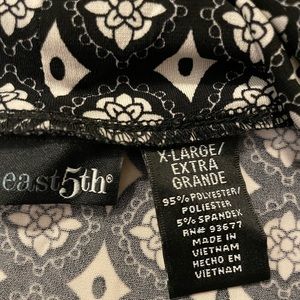 east5th®
X-LARGE/
EXTRA
GRANDE
95% POLYESTER/
POLIESTER
5% SPANDEX
RN# 93677
MADE IN
VIETNAM
HECHO EN
VIETNAM